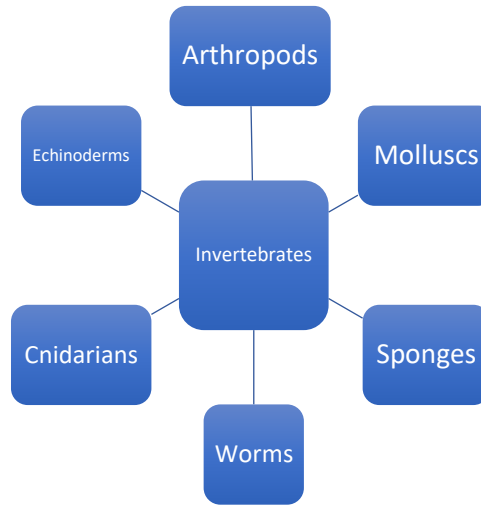 Arthropods
Echinoderms
Molluscs
Invertebrates
Cnidarians
Sponges
Worms